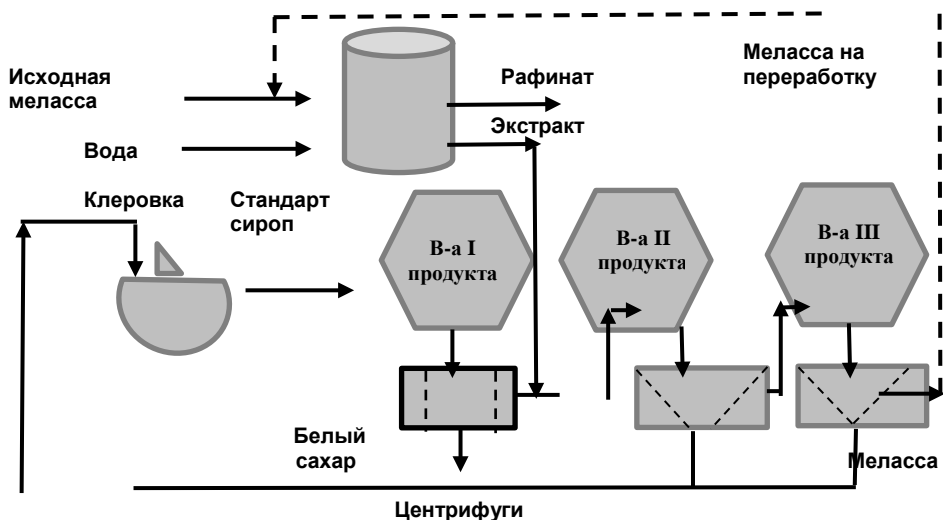 Исходная
меласса
Вода
Рафинат
Экстракт
Меласса на
переработку
Клеровка
Стандарт
сироп
В-а I
продукта
В-а II
продукта
В-а III
продукта
Белый
сахар
Меласса
Центрифуги